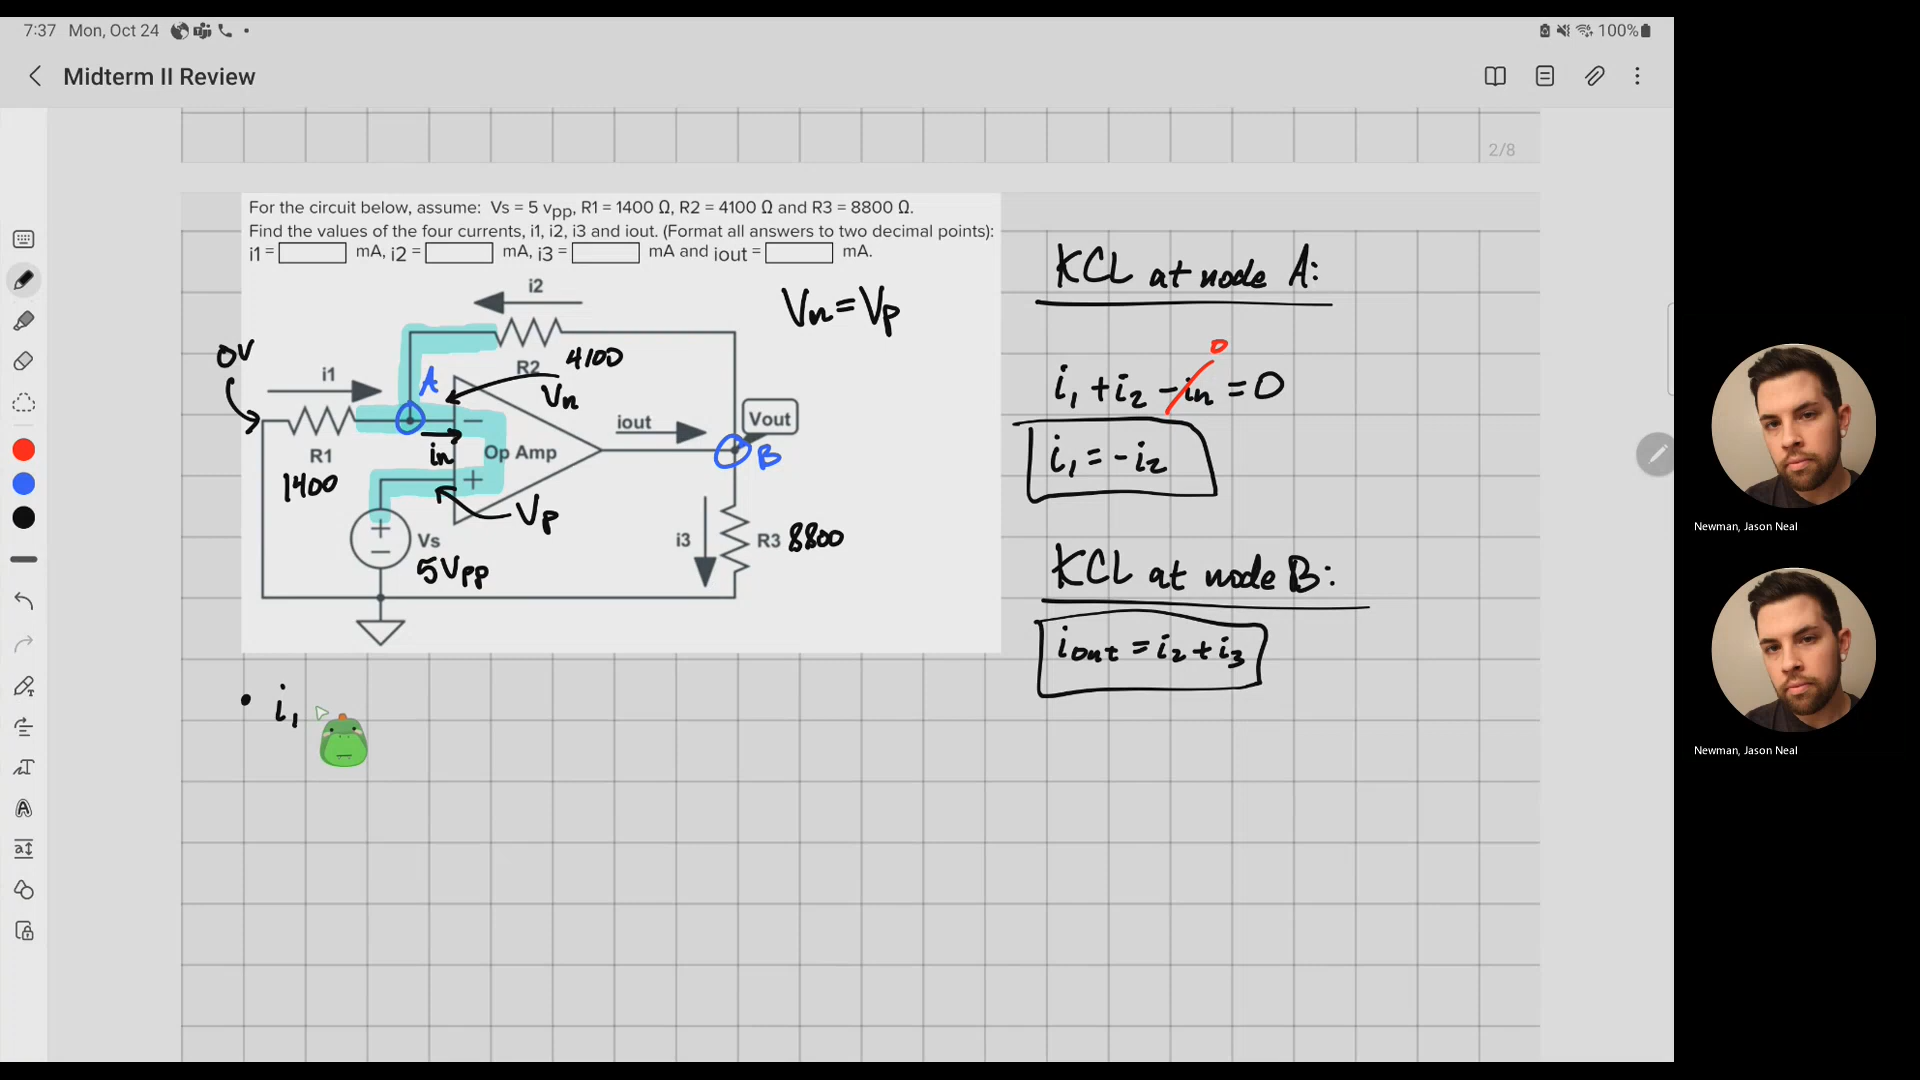 7:37 Mon, Oct 24
100%
Midterm II Review
2/8
For the circuit below, assume: Vs = 5 vpp, R1 = 1400 Ω, R2 = 4100 Ω and R3 = 8800 Ω.
Find the values of the four currents, i1, i2, i3 and iout. (Format all answers to two decimal points):
i1 = mA, i2 = mA, i3 = mA and iout = mA.
i2
Vn = Vp
R2
4100
0V
i1
A
Vn
iout
Vout
−
R1
in
Op Amp
B
1400
+
Vp
+
−
Vs
5Vpp
i3
R3
8800
KCL at node A:
0
i1 + i2 − in = 0
i1 = −i2
KCL at node B:
iout = i2 + i3
• i1
Newman, Jason Neal
Newman, Jason Neal